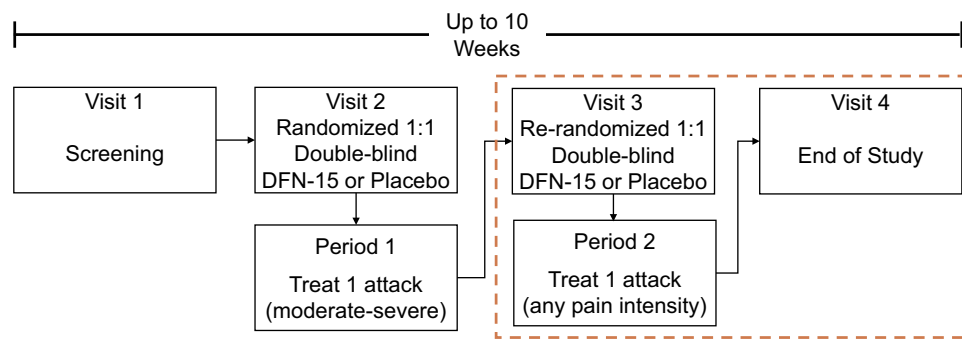 Up to 10
Weeks
Visit 1
Screening
Visit 2
Randomized 1:1
Double-blind
DFN-15 or Placebo
Period 1
Treat 1 attack
(moderate-severe)
Visit 3
Re-randomized 1:1
Double-blind
DFN-15 or Placebo
Period 2
Treat 1 attack
(any pain intensity)
Visit 4
End of Study